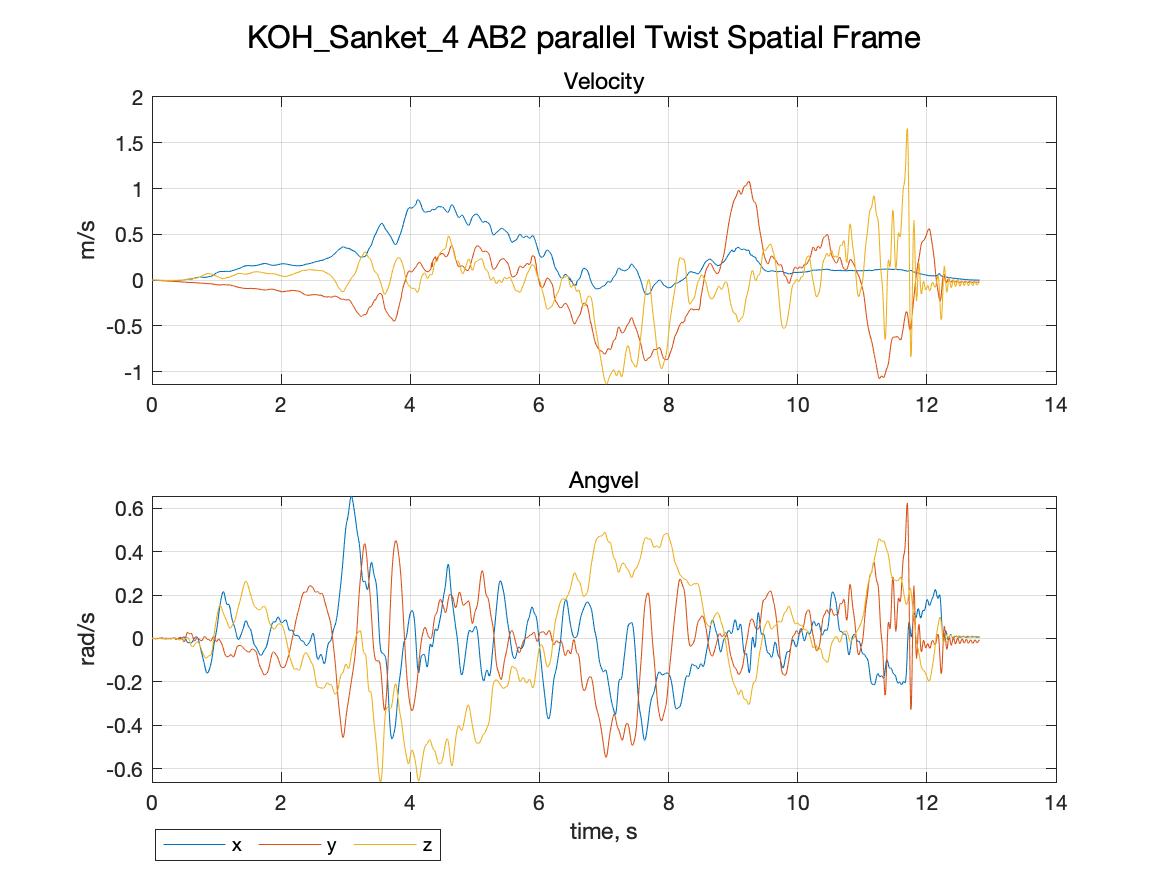 KOH_Sanket_4 AB2 parallel Twist Spatial Frame
Velocity
2
1.5
1
0.5
0
-0.5
-1
m/s
0 2 4 6 8 10 12 14
Angvel
0.6
0.4
0.2
0
-0.2
-0.4
-0.6
rad/s
0 2 4 6 8 10 12 14
time, s
x y z